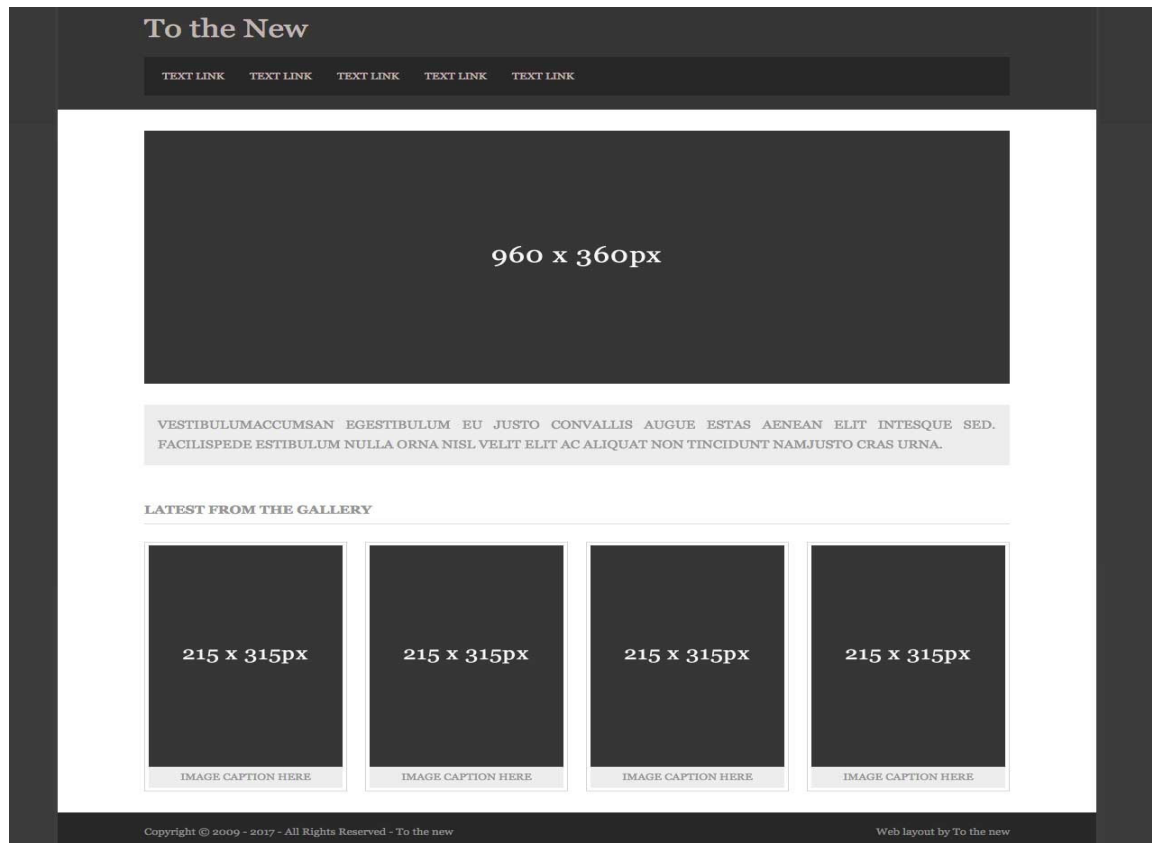 To the New
TEXT LINK TEXT LINK TEXT LINK TEXT LINK TEXT LINK
960 x 360px
VESTIBULUMACCUMSAN EGESTIBULUM EU JUSTO CONVALLIS AUGUE ESTAS AENEAN ELIT INTESQUE SED.
FACILISPEDE ESTIBULUM NULLA ORNA NISL VELIT ELIT AC ALIQUAT NON TINCIDUNT NAMJUSTO CRAS URNA.
LATEST FROM THE GALLERY
215 x 315px 215 x 315px 215 x 315px 215 x 315px
IMAGE CAPTION HERE IMAGE CAPTION HERE IMAGE CAPTION HERE IMAGE CAPTION HERE
Copyright © 2009 - 2017 - All Rights Reserved - To the new Web layout by To the new